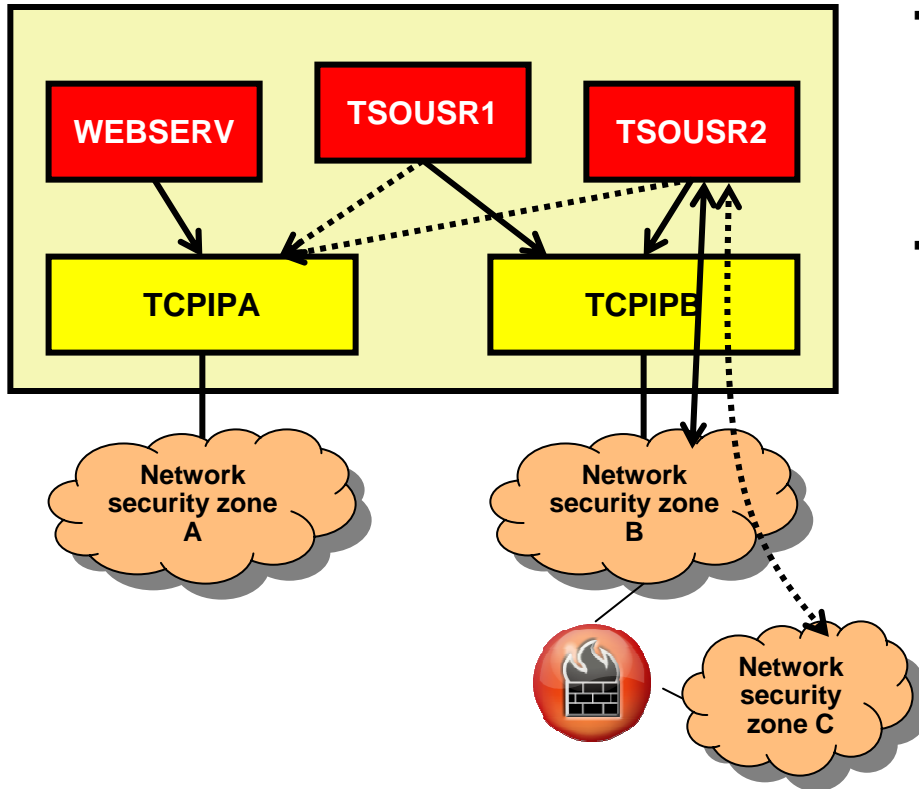 WEBSERV
TSOUSR1
TSOUSR2
TCPIPA
TCPIPB
Network
security zone
A
Network
security zone
B
Network
security
zone C